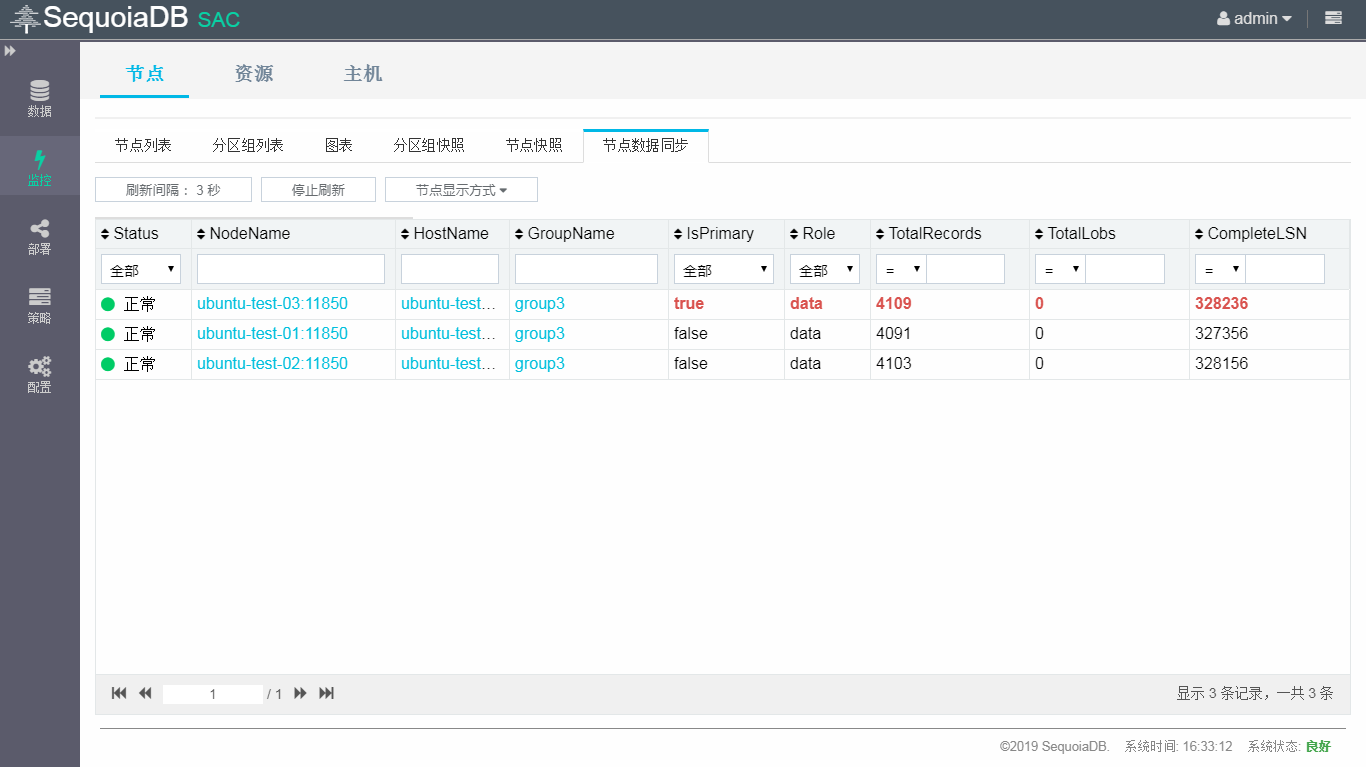 SequoiaDB SAC
admin
节点 资源 主机
数据
监控
部署
策略
配置
节点列表 分区组列表 图表 分区组快照 节点快照 节点数据同步
刷新间隔： 3 秒 停止刷新 节点显示方式
Status NodeName HostName GroupName IsPrimary Role TotalRecords TotalLobs CompleteLSN
全部 全部 全部 = = =
正常 ubuntu-test-03:11850 ubuntu-test... group3 true data 4109 0 328236
正常 ubuntu-test-01:11850 ubuntu-test... group3 false data 4091 0 327356
正常 ubuntu-test-02:11850 ubuntu-test... group3 false data 4103 0 328156
1 / 1 显示 3 条记录，一共 3 条
©2019 SequoiaDB. 系统时间: 16:33:12 系统状态: 良好